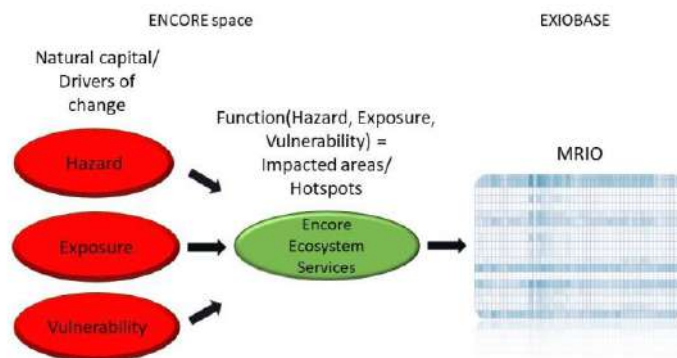 ENCORE space
EXIOBASE
Natural capital/
Drivers of
change
Function(Hazard, Exposure,
Vulnerability) =
Impacted areas/
Hotspots
MRIO
Hazard
Exposure
Vulnerability
Encore
Ecosystem
Services